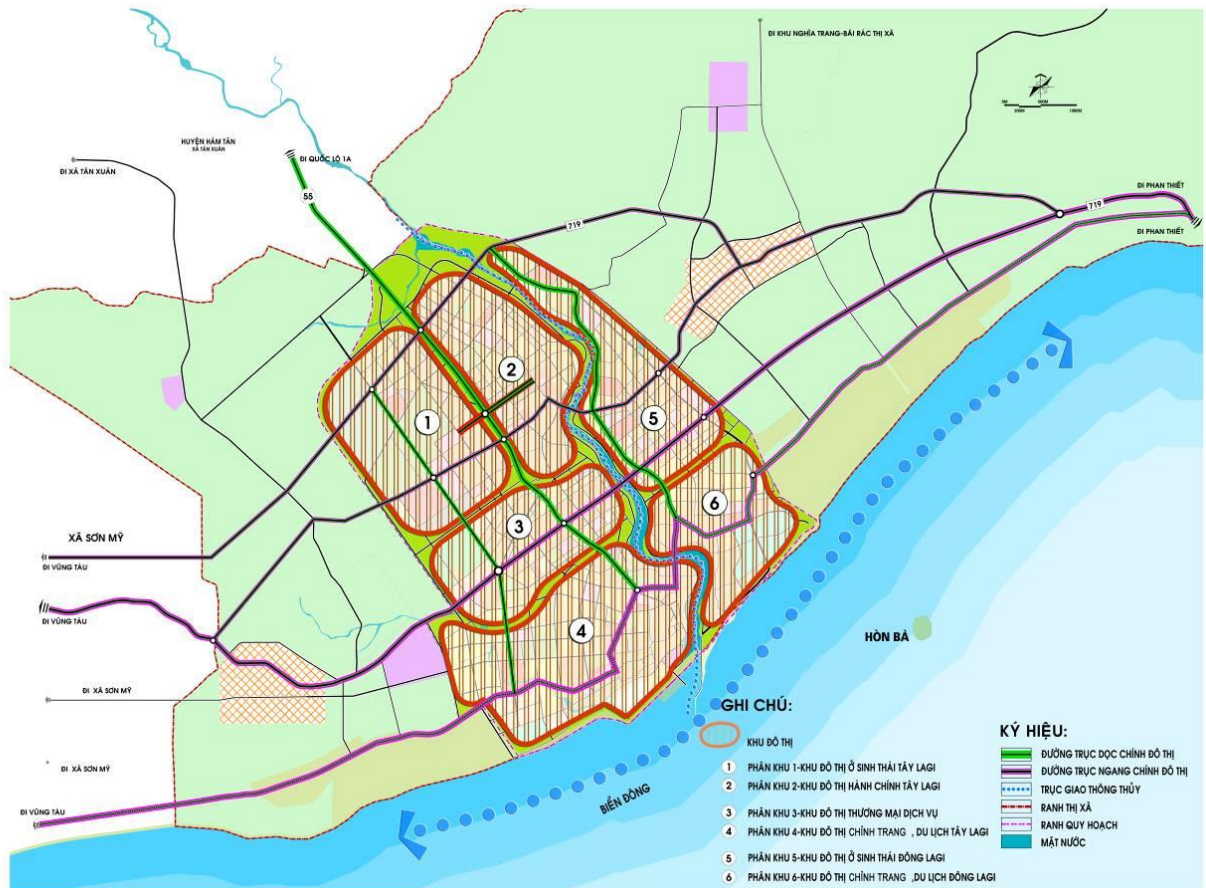 ĐI KHU NGHĨA TRANG-BÃI RÁC THỊ XÃ
0M 500M 1000M
HUYỆN HÀM TÂN
XÃ TÂN XUÂN
ĐI XÃ TÂN XUÂN
ĐI QUỐC LỘ 1A
55
719
ĐI PHAN THIẾT
719
ĐI PHAN THIẾT
2
1
5
6
3
4
XÃ SƠN MỸ
ĐI VŨNG TÀU
ĐI VŨNG TÀU
ĐI XÃ SƠN MỸ
ĐI XÃ SƠN MỸ
ĐI VŨNG TÀU
HÒN BÀ
BIỂN ĐÔNG
GHI CHÚ:
KHU ĐÔ THỊ
1 PHÂN KHU 1-KHU ĐÔ THỊ Ở SINH THÁI TÂY LAGI
2 PHÂN KHU 2-KHU ĐÔ THỊ HÀNH CHÍNH TÂY LAGI
3 PHÂN KHU 3-KHU ĐÔ THỊ THƯƠNG MẠI DỊCH VỤ
4 PHÂN KHU 4-KHU ĐÔ THỊ CHỈNH TRANG , DU LỊCH TÂY LAGI
5 PHÂN KHU 5-KHU ĐÔ THỊ Ở SINH THÁI ĐÔNG LAGI
6 PHÂN KHU 6-KHU ĐÔ THỊ CHỈNH TRANG ,DU LỊCH ĐÔNG LAGI
KÝ HIỆU:
ĐƯỜNG TRỤC DỌC CHÍNH ĐÔ THỊ
ĐƯỜNG TRỤC NGANG CHÍNH ĐÔ THỊ
TRỤC GIAO THÔNG THỦY
RANH THỊ XÃ
RANH QUY HOẠCH
MẶT NƯỚC